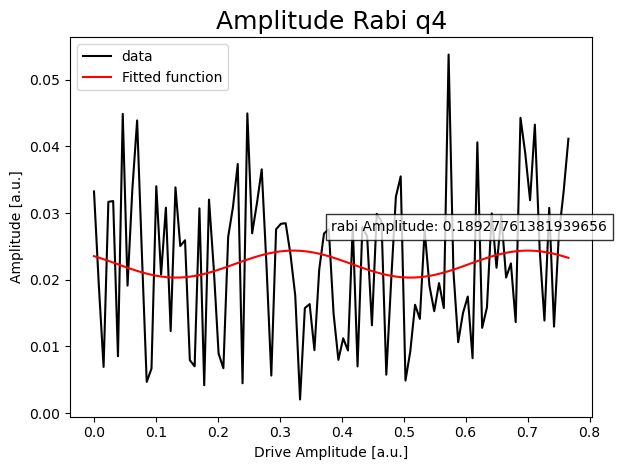 Amplitude Rabi q4
data
Fitted function
rabi Amplitude: 0.18927761381939656
Amplitude [a.u.]
0.05
0.04
0.03
0.02
0.01
0.00
0.0 0.1 0.2 0.3 0.4 0.5 0.6 0.7 0.8
Drive Amplitude [a.u.]